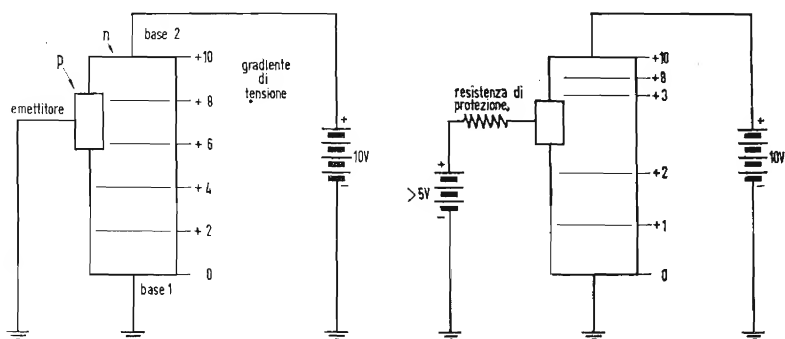 n
base 2
p
+10
gradiente
di
tensione
emettitore
+ 8
+ 6
+ 4
+ 2
0
base 1
+
10V
-
resistenza di
protezione
+
>5V
-
+10
+8
+3
+2
+1
0
+
10V
-